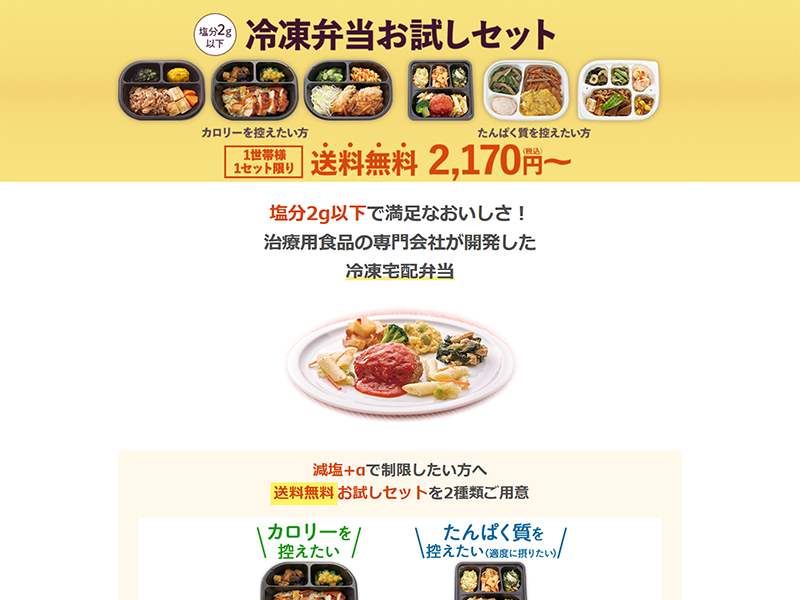 塩分2g
以下
冷凍弁当お試しセット
カロリーを控えたい方
たんぱく質を控えたい方
1世帯様
1セット限り
送料無料 2,170円～
(税込)
塩分2g以下で満足なおいしさ！
治療用食品の専門会社が開発した
冷凍宅配弁当
減塩+αで制限したい方へ
送料無料お試しセットを2種類ご用意
カロリーを
控えたい
たんぱく質を
控えたい(適度に摂りたい)